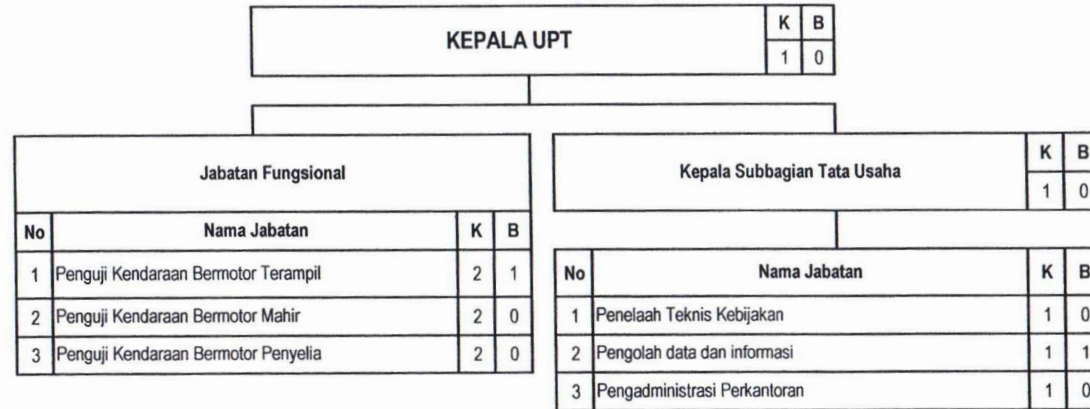 KEPALA UPT K B
1 0
Jabatan Fungsional
No Nama Jabatan K B
1 Penguji Kendaraan Bermotor Terampil 2 1
2 Penguji Kendaraan Bermotor Mahir 2 0
3 Penguji Kendaraan Bermotor Penyelia 2 0
Kepala Subbagian Tata Usaha K B
1 0
No Nama Jabatan K B
1 Penelaah Teknis Kebijakan 1 0
2 Pengolah data dan informasi 1 1
3 Pengadministrasi Perkantoran 1 0